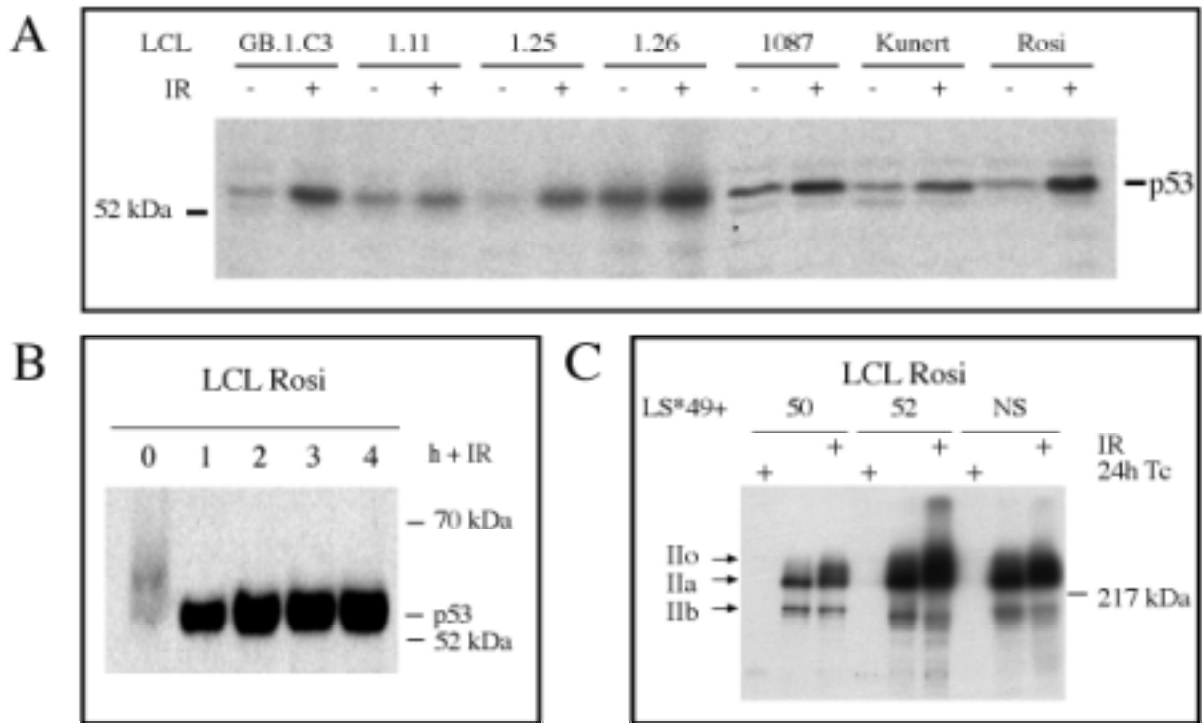 A
LCL GB.1.C3 1.11 1.25 1.26 1087 Kunert Rosi
IR - + - + - + - + - + - + - +
p53
52 kDa
B
LCL Rosi
0 1 2 3 4 h + IR
70 kDa
p53
52 kDa
C
LCL Rosi
LS*49+ 50 52 NS
+ + + IR
+ + + 24h Tc
IIo
IIa
217 kDa
IIb